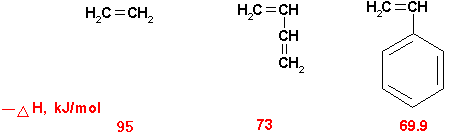 H₂C=CH₂
H₂C=CH
CH
CH₂
H₂C=CH
—△H, kJ/mol
95
73
69.9